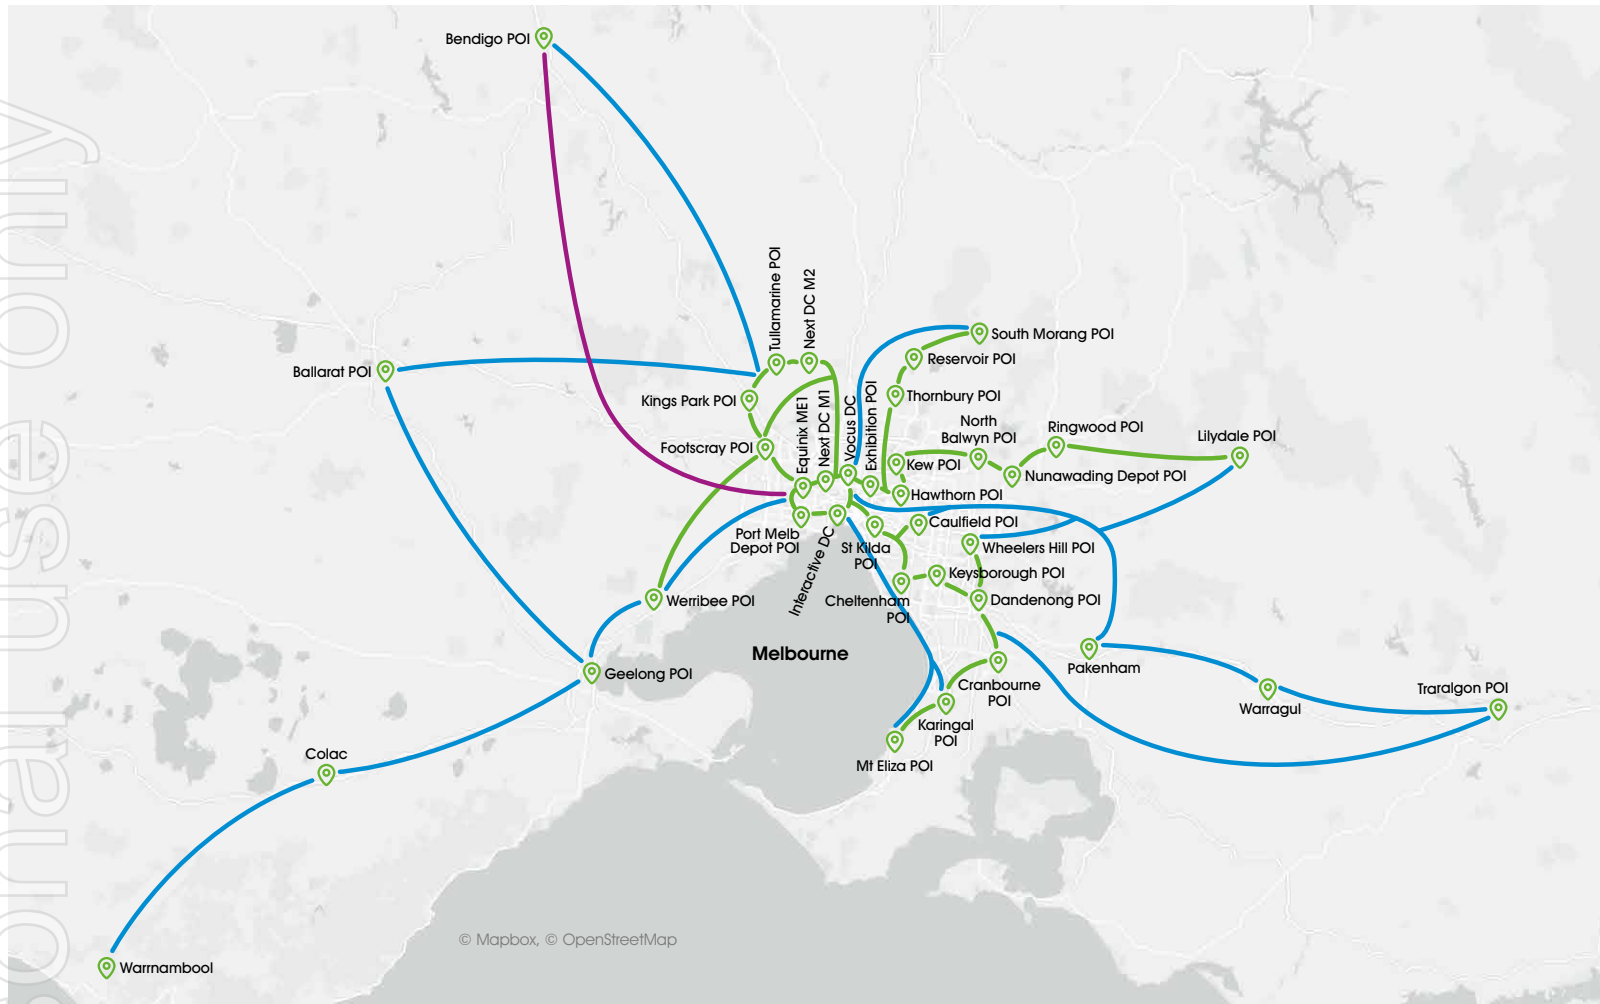 Bendigo POI
Tullamarine POI
Next DC M2
South Morang POI
Ballarat POI
Reservoir POI
Kings Park POI
Thornbury POI
Equinix ME1
Next DC M1
Vocus DC
Exhibition POI
North
Balwyn POI
Ringwood POI
Lilydale POI
Footscray POI
Kew POI
Nunawading Depot POI
Hawthorn POI
Caulfield POI
Port Melb
Depot POI
Interactive DC
St Kilda
POI
Wheelers Hill POI
Keysborough POI
Werribee POI
Cheltenham
POI
Dandenong POI
Melbourne
Geelong POI
Pakenham
Cranbourne
POI
Traralgon POI
Warragul
Karingal
POI
Colac
Mt Eliza POI
© Mapbox, © OpenStreetMap
Warrnambool
onal use only